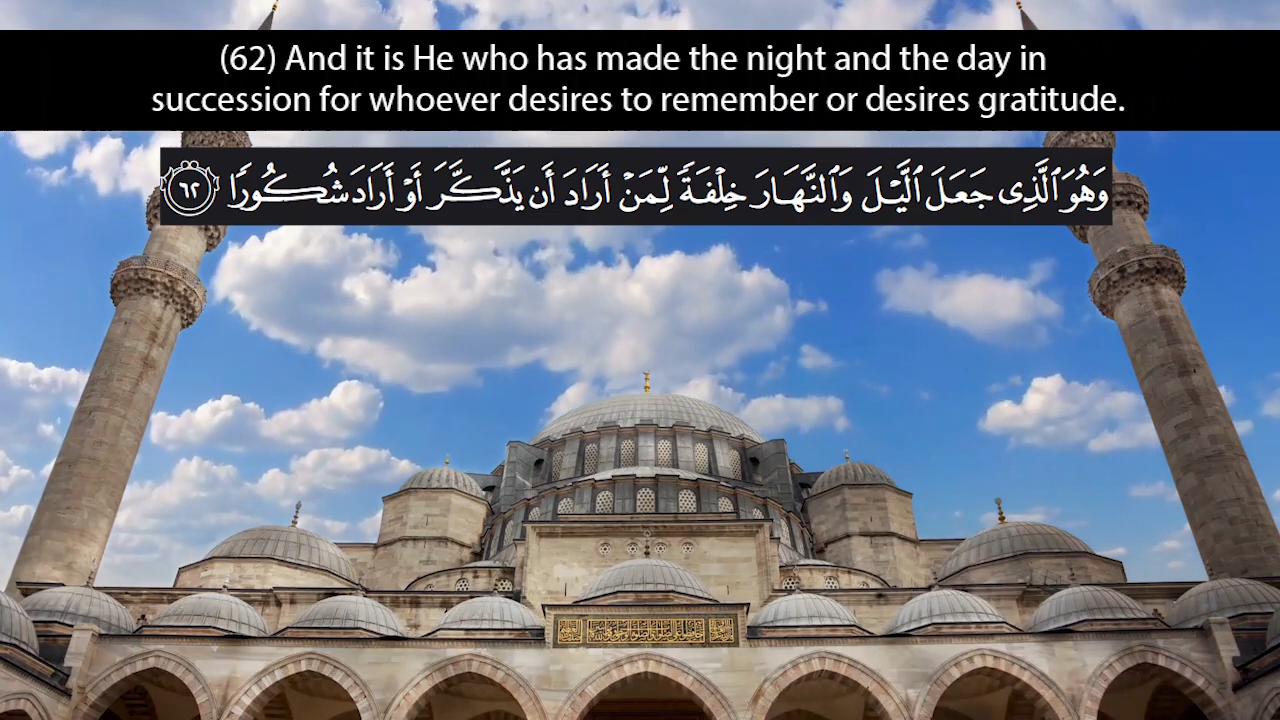 (62) And it is He who has made the night and the day in
succession for whoever desires to remember or desires gratitude.
وَهُوَ ٱلَّذِى جَعَلَ ٱلَّيْلَ وَٱلنَّهَارَ خِلْفَةً لِّمَنْ أَرَادَ أَن يَذَّكَّرَ أَوْ أَرَادَ شُكُورًا ٦٢